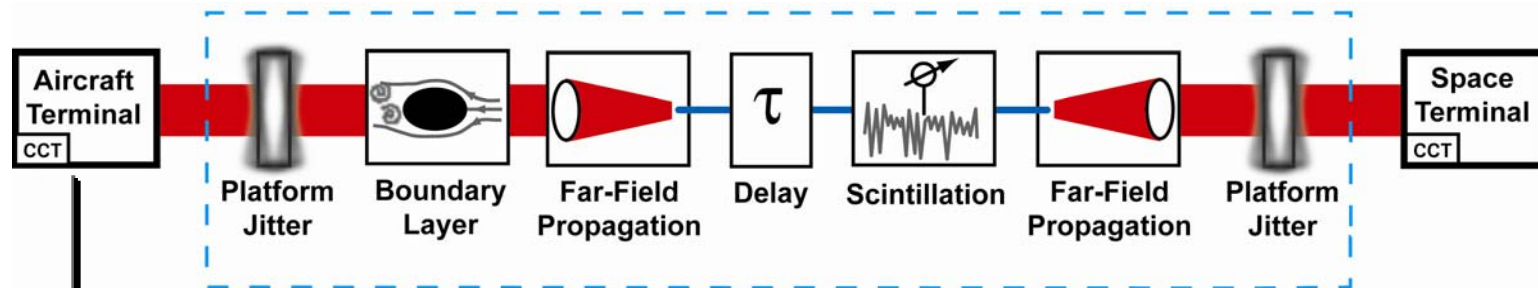 Aircraft
Terminal
CCT
Platform
Jitter
Boundary
Layer
Far-Field
Propagation
τ
Delay
Scintillation
Far-Field
Propagation
Platform
Jitter
Space
Terminal
CCT